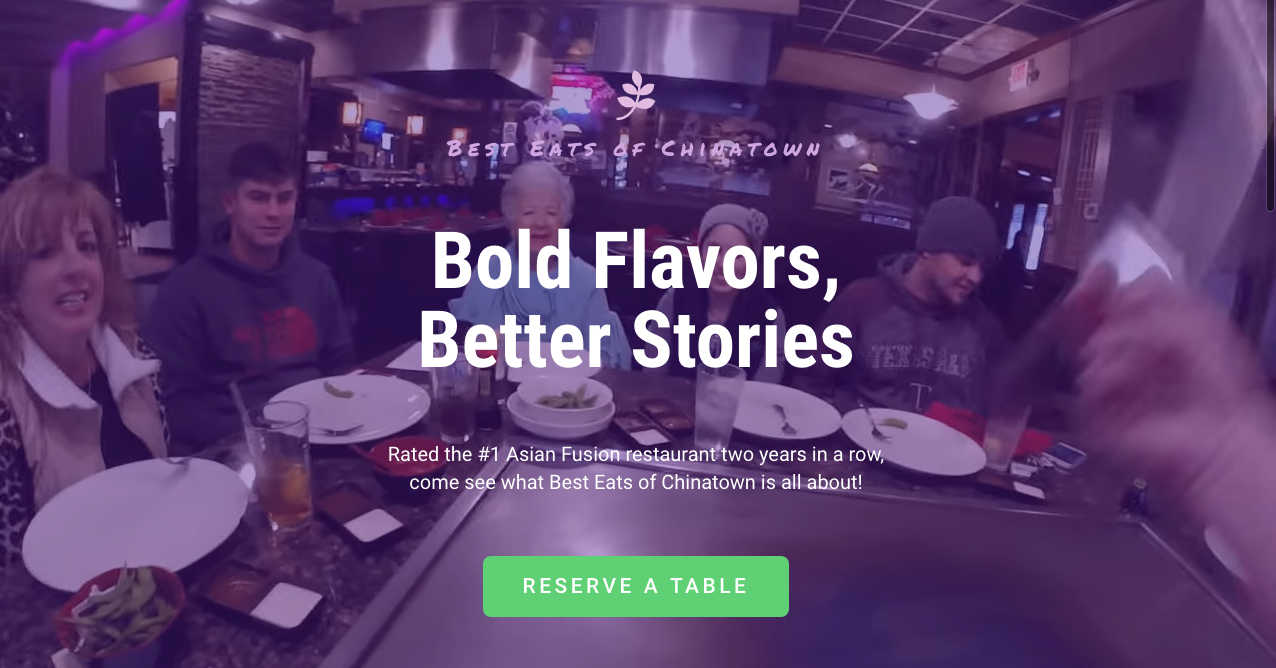 Best Eats of Chinatown
Bold Flavors,
Better Stories
TEXAS A&M
Rated the #1 Asian Fusion restaurant two years in a row,
come see what Best Eats of Chinatown is all about!
RESERVE A TABLE